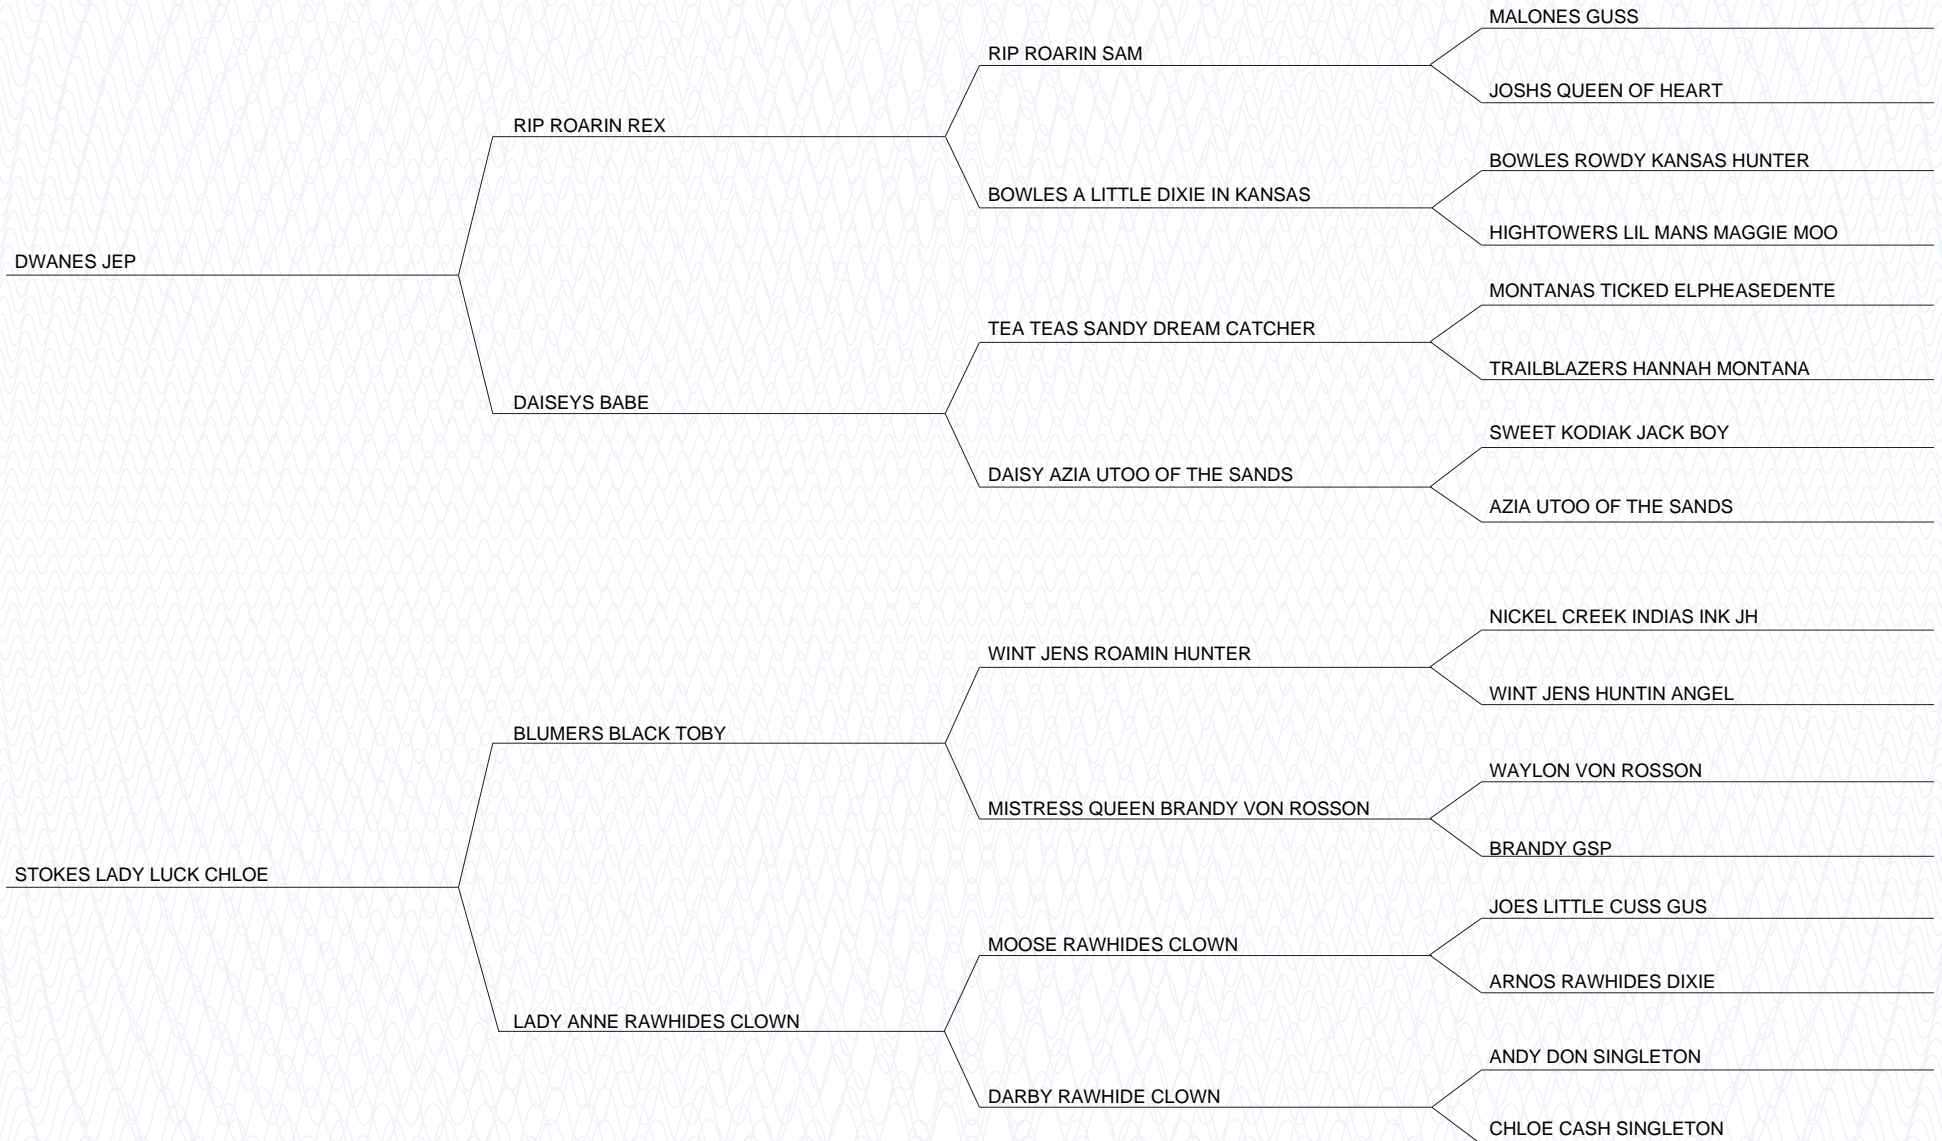 MALONES GUSS
RIP ROARIN SAM
JOSHS QUEEN OF HEART
RIP ROARIN REX
BOWLES ROWDY KANSAS HUNTER
BOWLES A LITTLE DIXIE IN KANSAS
HIGHTOWERS LIL MANS MAGGIE MOO
DWANES JEP
MONTANAS TICKED ELPHEASEDENTE
TEA TEAS SANDY DREAM CATCHER
TRAILBLAZERS HANNAH MONTANA
DAISEYS BABE
SWEET KODIAK JACK BOY
DAISY AZIA UTOO OF THE SANDS
AZIA UTOO OF THE SANDS
NICKEL CREEK INDIAS INK JH
WINT JENS ROAMIN HUNTER
WINT JENS HUNTIN ANGEL
BLUMERS BLACK TOBY
WAYLON VON ROSSON
MISTRESS QUEEN BRANDY VON ROSSON
BRANDY GSP
STOKES LADY LUCK CHLOE
JOES LITTLE CUSS GUS
MOOSE RAWHIDES CLOWN
ARNOS RAWHIDES DIXIE
LADY ANNE RAWHIDES CLOWN
ANDY DON SINGLETON
DARBY RAWHIDE CLOWN
CHLOE CASH SINGLETON